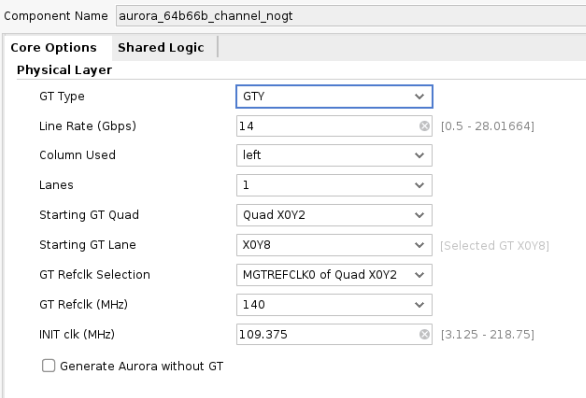 Component Name aurora_64b66b_channel_nogt
Core Options Shared Logic
Physical Layer
GT Type GTY
Line Rate (Gbps) 14 [0.5 - 28.01664]
Column Used left
Lanes 1
Starting GT Quad Quad X0Y2
Starting GT Lane X0Y8 [Selected GT X0Y8]
GT Refclk Selection MGTREFCLK0 of Quad X0Y2
GT Refclk (MHz) 140
INIT clk (MHz) 109.375 [3.125 - 218.75]
Generate Aurora without GT